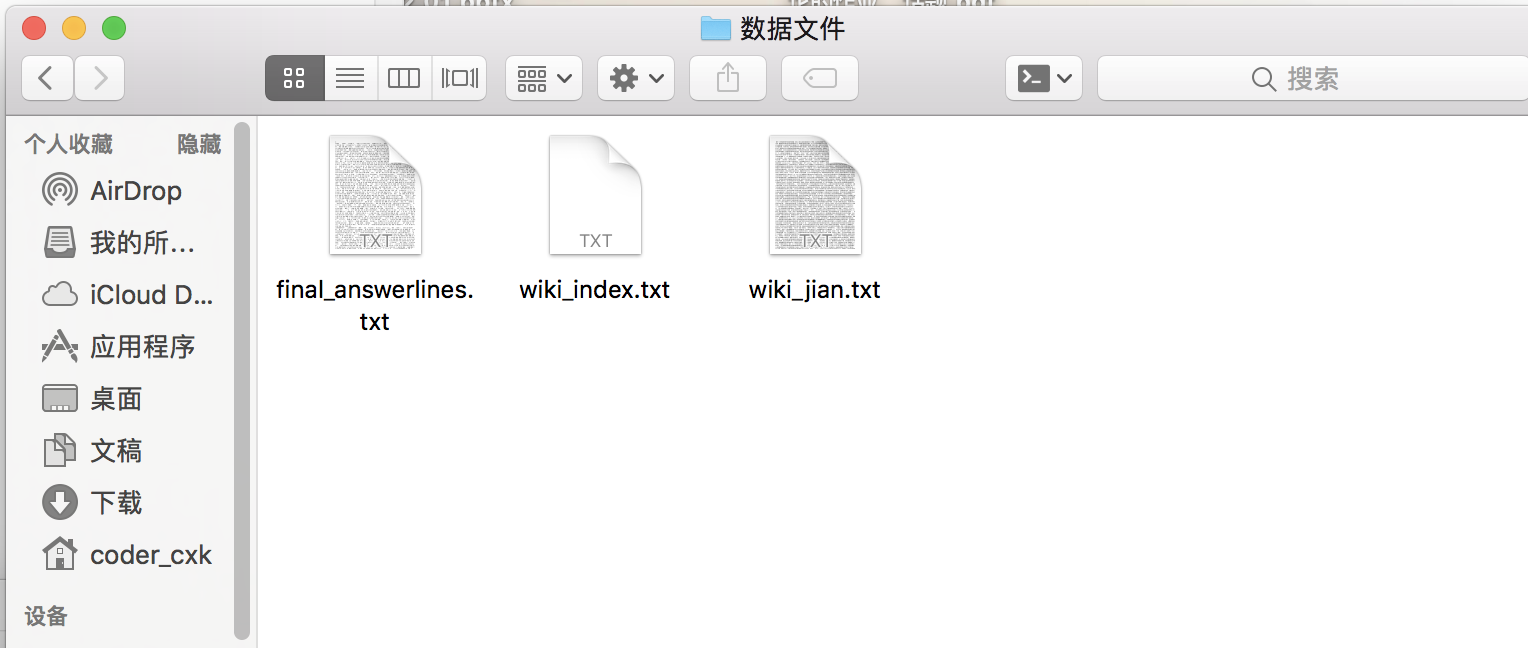 数据文件
搜索
个人收藏 隐藏
AirDrop
我的所...
iCloud D...
应用程序
桌面
文稿
下载
coder_cxk
设备
TXT
final_answerlines.
txt
TXT
wiki_index.txt
TXT
wiki_jian.txt